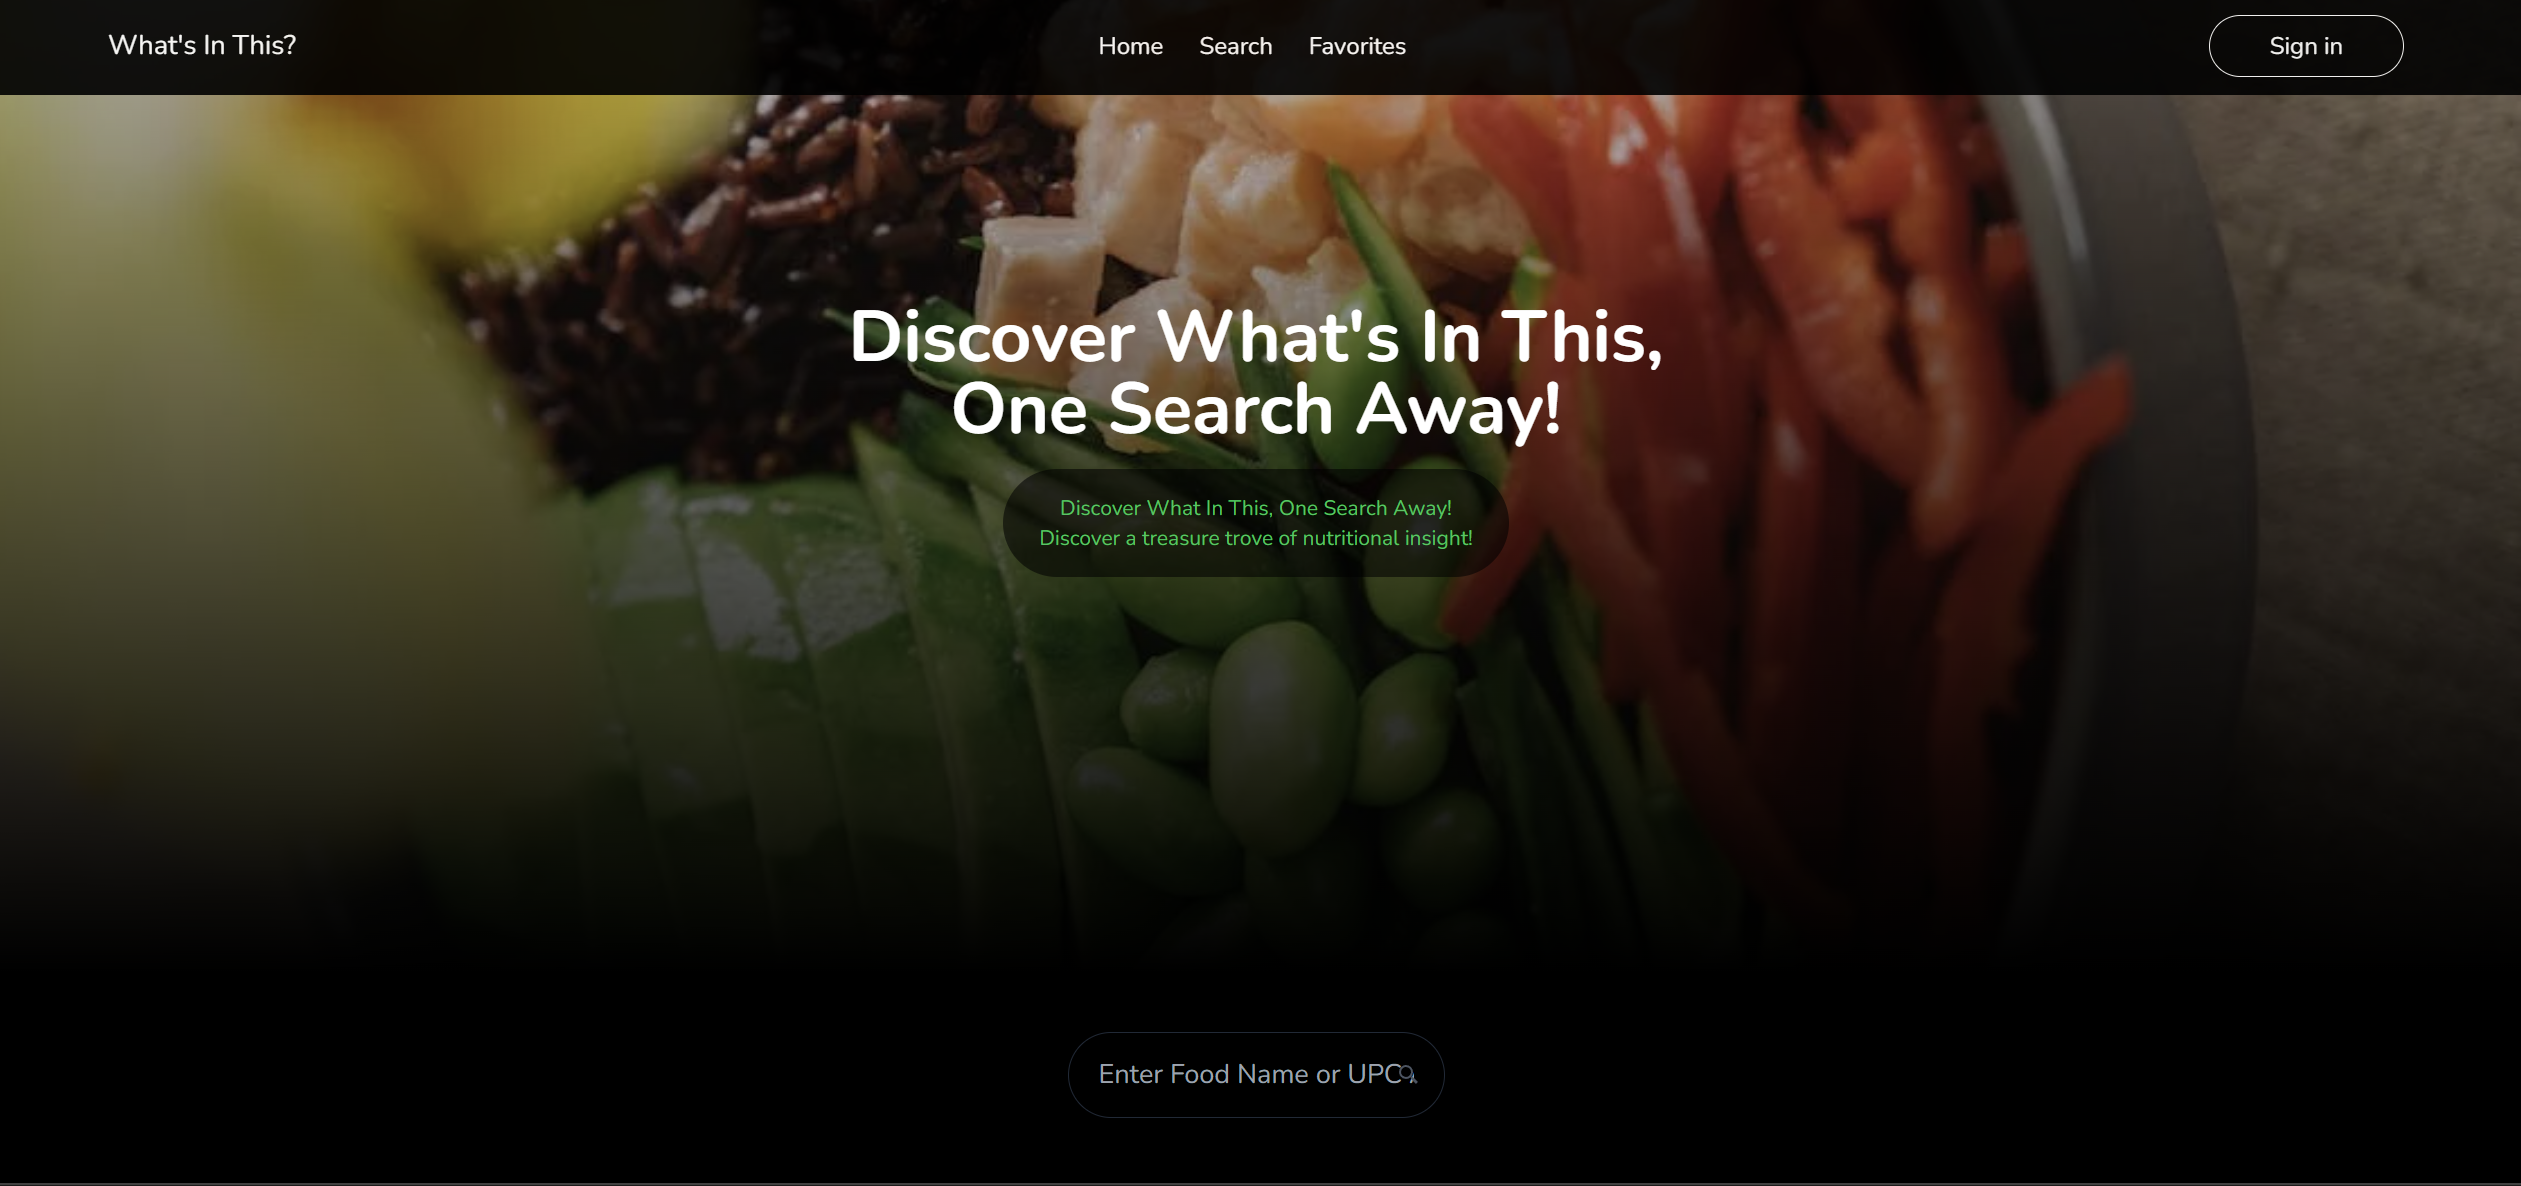 What's In This?
Home Search Favorites
Sign in
Discover What's In This,
One Search Away!
Discover What In This, One Search Away!
Discover a treasure trove of nutritional insight!
Enter Food Name or UPC